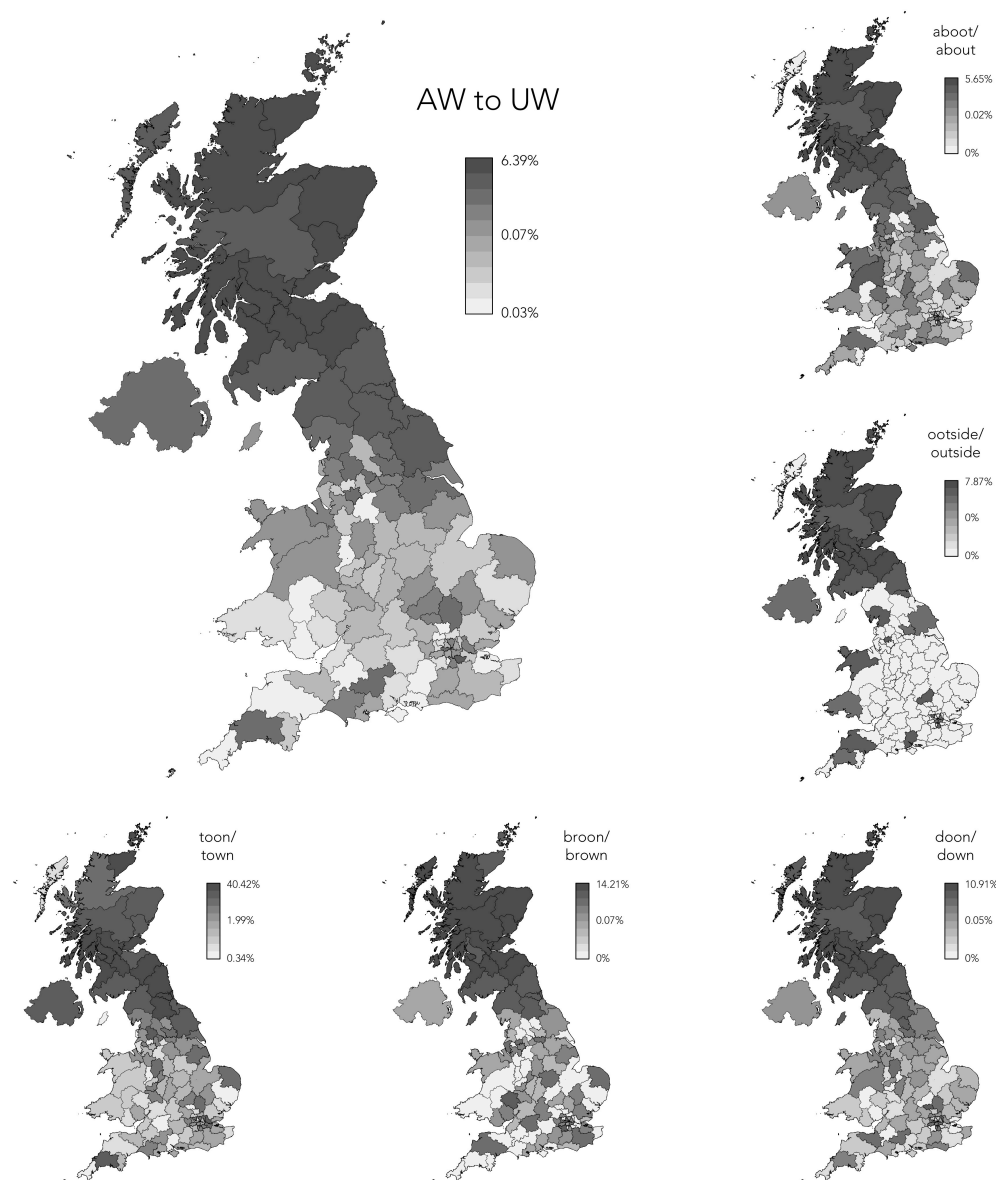 AW to UW
6.39%
0.07%
0.03%
aboot/
about
5.65%
0.02%
0%
ootside/
outside
7.87%
0%
0%
toon/
town
40.42%
1.99%
0.34%
broon/
brown
14.21%
0.07%
0%
doon/
down
10.91%
0.05%
0%